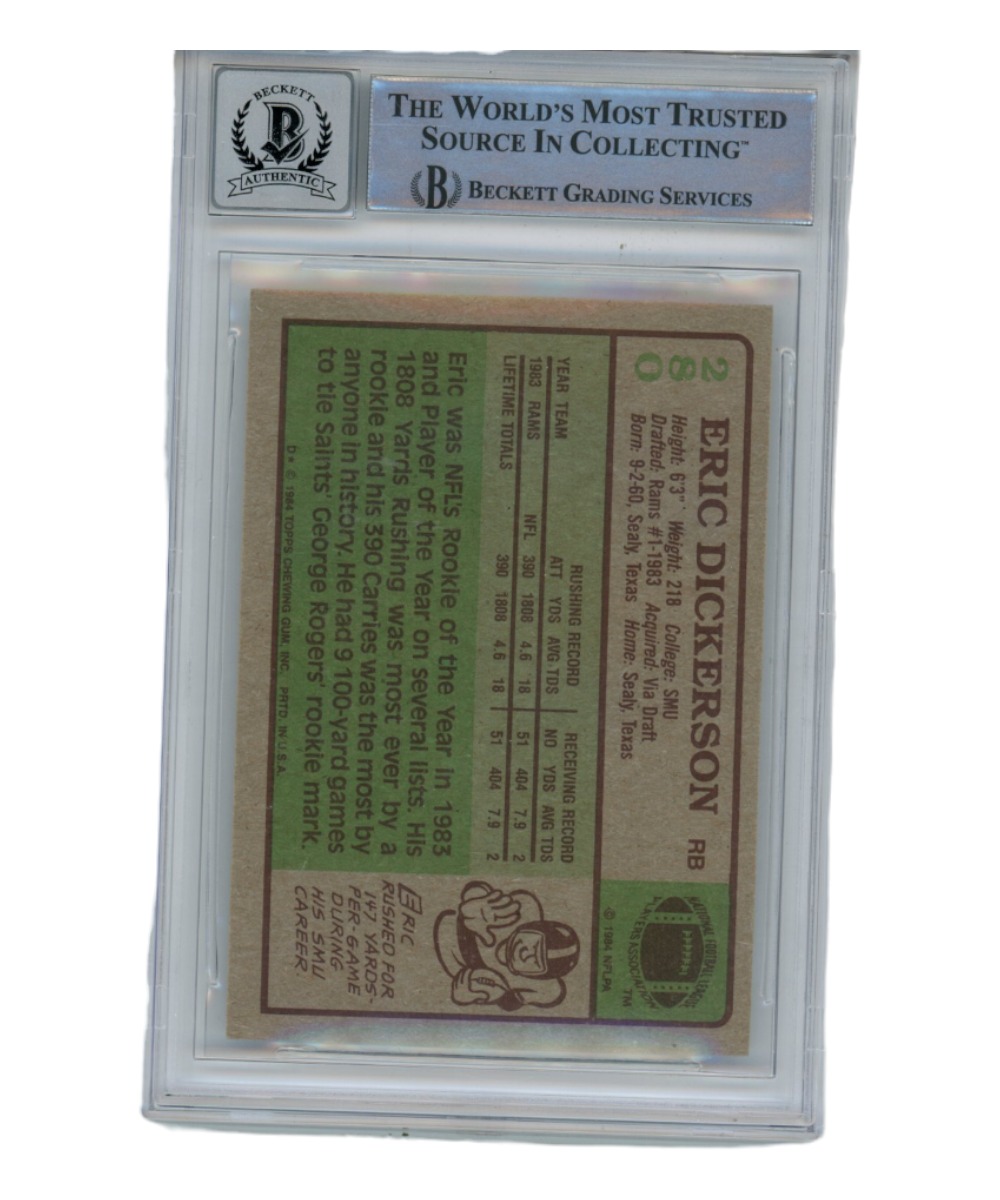 BECKETT
B
AUTHENTIC
THE WORLD'S MOST TRUSTED
SOURCE IN COLLECTING™
B BECKETT GRADING SERVICES
280
ERIC DICKERSON RB
Height: 6'3" Weight: 218 College: SMU
Drafted: Rams #1-1983 Acquired: Via Draft
Born: 9-2-60, Sealy, Texas Home: Sealy, Texas
NATIONAL FOOTBALL LEAGUE
PLAYERS ASSOCIATION
TM
© 1984 NFLPA
RUSHING RECORD RECEIVING RECORD
YEAR TEAM ATT YDS AVG TDS NO YDS AVG TDS
1983 RAMS NFL 390 1808 4.6 18 51 404 7.9 2
LIFETIME TOTALS 390 1808 4.6 18 51 404 7.9 2
Eric was NFL's Rookie of the Year in 1983
and Player of the Year on several lists. His
1808 Yards Rushing was most ever by a
rookie and his 390 Carries was the most by
anyone in history. He had 9 100-yard games
to tie Saints' George Rogers' rookie mark.
ERIC
RUSHED FOR
147 YARDS-
PER-GAME
DURING
HIS SMU
CAREER.
D* © 1984 TOPPS CHEWING GUM, INC. PRTD. IN U.S.A.